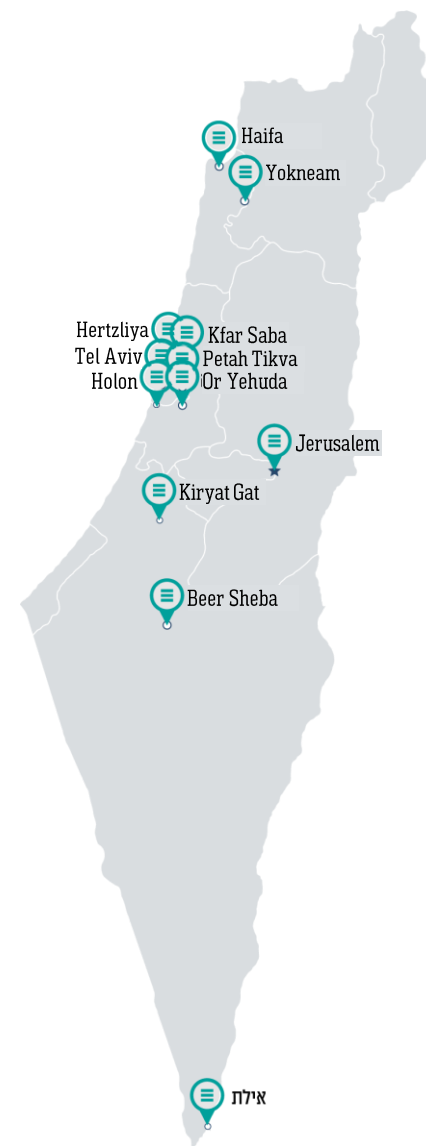 Haifa
Yokneam
Hertzliya
Kfar Saba
Tel Aviv
Petah Tikva
Holon
Or Yehuda
Jerusalem
Kiryat Gat
Beer Sheba
אילת